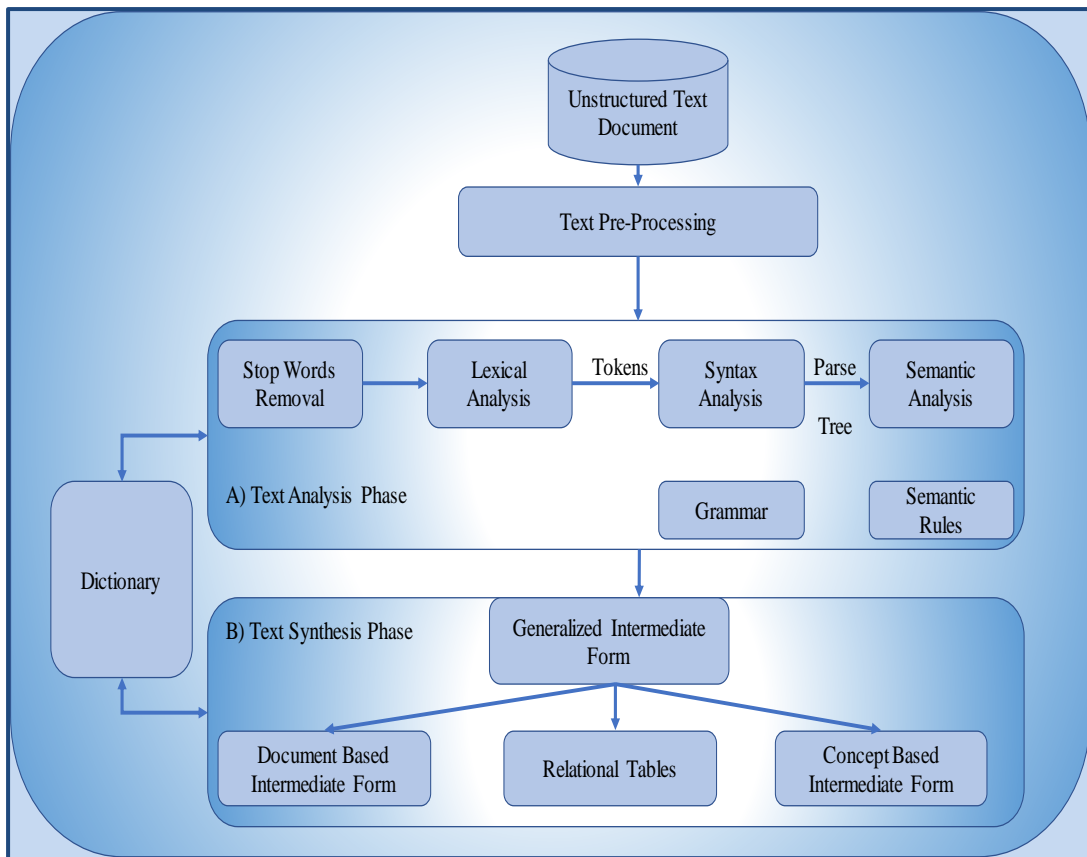 Unstructured Text
Document
Text Pre-Processing
Stop Words
Removal
Lexical
Analysis
Tokens
Syntax
Analysis
Parse
Tree
Semantic
Analysis
A) Text Analysis Phase
Grammar
Semantic
Rules
Dictionary
B) Text Synthesis Phase
Generalized Intermediate
Form
Document Based
Intermediate Form
Relational Tables
Concept Based
Intermediate Form